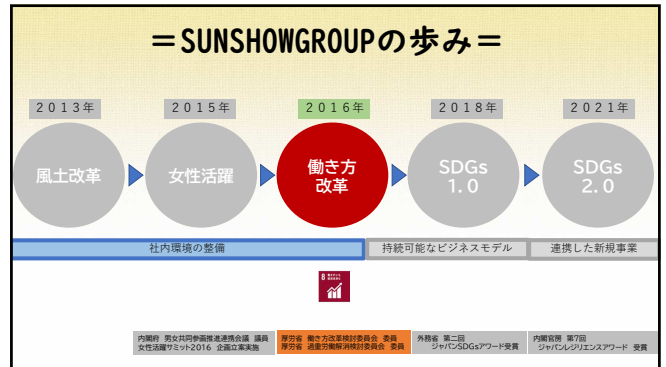 ＝SUNSHOWGROUPの歩み＝
２０１３年
２０１５年
２０１６年
２０１８年
２０２１年
風土改革
女性活躍
働き方
改革
SDGs
1.0
SDGs
2.0
社内環境の整備
持続可能なビジネスモデル
連携した新規事業
8
内閣府 男女共同参画推進連携会議 議員
女性活躍サミット2016 企画立案実施
厚労省 働き方改革検討委員会 委員
厚労省 過重労働解消検討委員会 委員
外務省 第二回
ジャパンSDGsアワード受賞
内閣官房 第7回
ジャパンレジリエンスアワード 受賞